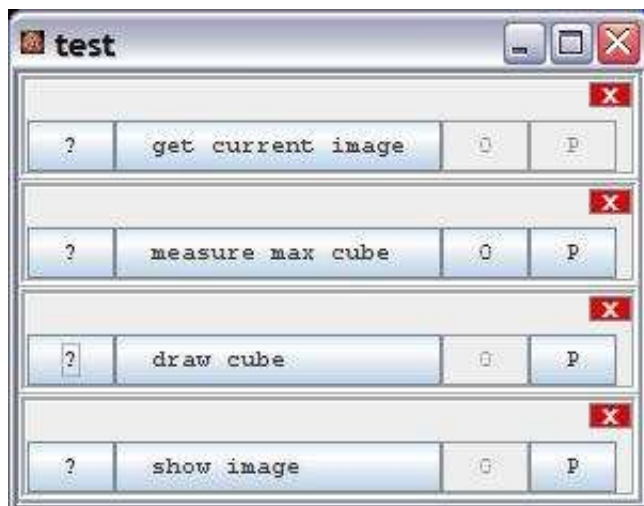 test
X
? get current image O P
X
? measure max cube O P
X
? draw cube O P
X
? show image O P